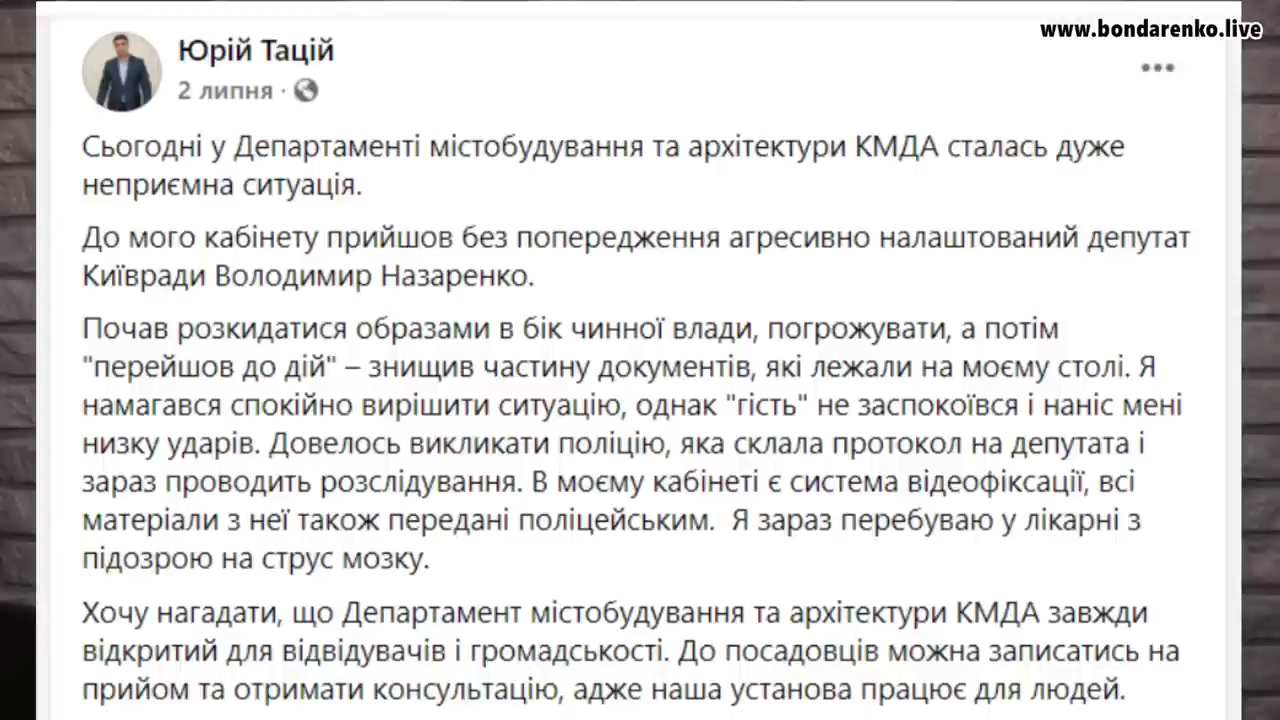 www.bondarenko.live
Юрій Тацій
2 липня ·
Сьогодні у Департаменті містобудування та архітектури КМДА сталась дуже
неприємна ситуація.
До мого кабінету прийшов без попередження агресивно налаштований депутат
Київради Володимир Назаренко.
Почав розкидатися образами в бік чинної влади, погрожувати, а потім
"перейшов до дій" – знищив частину документів, які лежали на моєму столі. Я
намагався спокійно вирішити ситуацію, однак "гість" не заспокоївся і наніс мені
низку ударів. Довелось викликати поліцію, яка склала протокол на депутата і
зараз проводить розслідування. В моєму кабінеті є система відеофіксації, всі
матеріали з неї також передані поліцейським. Я зараз перебуваю у лікарні з
підозрою на струс мозку.
Хочу нагадати, що Департамент містобудування та архітектури КМДА завжди
відкритий для відвідувачів і громадськості. До посадовців можна записатись на
прийом та отримати консультацію, адже наша установа працює для людей.